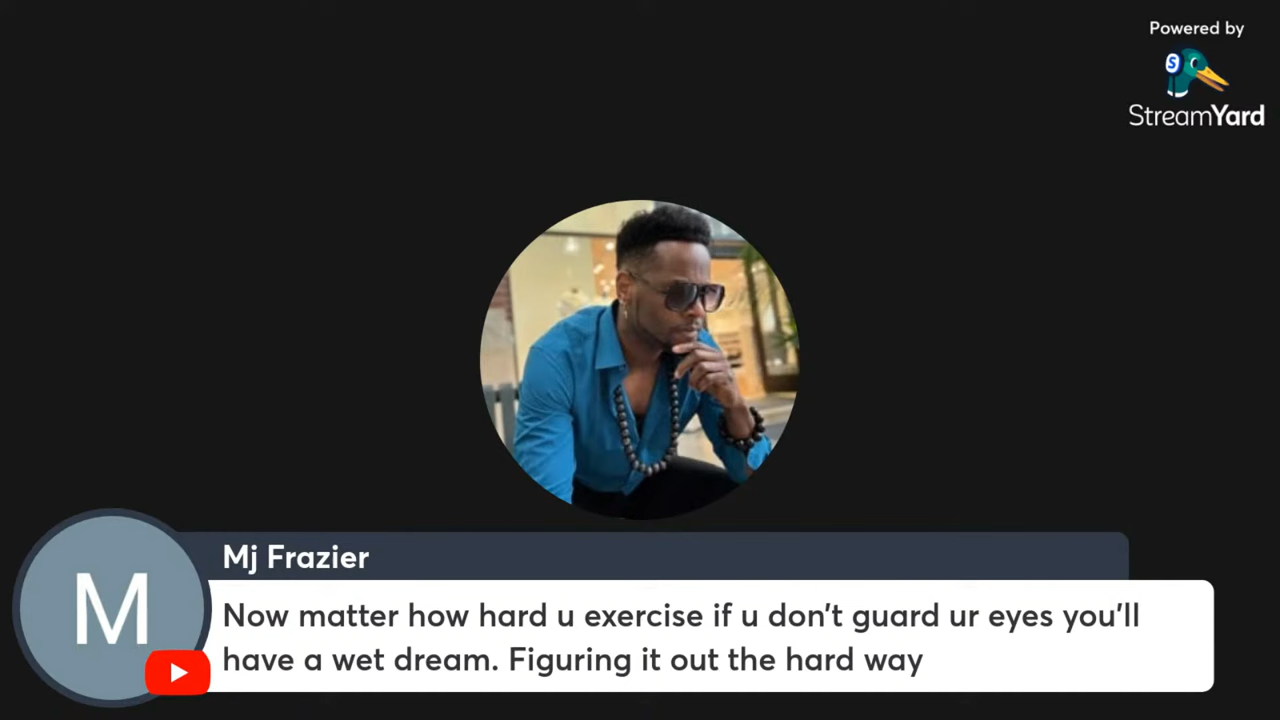 Powered by
S
StreamYard
Mj Frazier
M
Now matter how hard u exercise if u don't guard ur eyes you'll
have a wet dream. Figuring it out the hard way